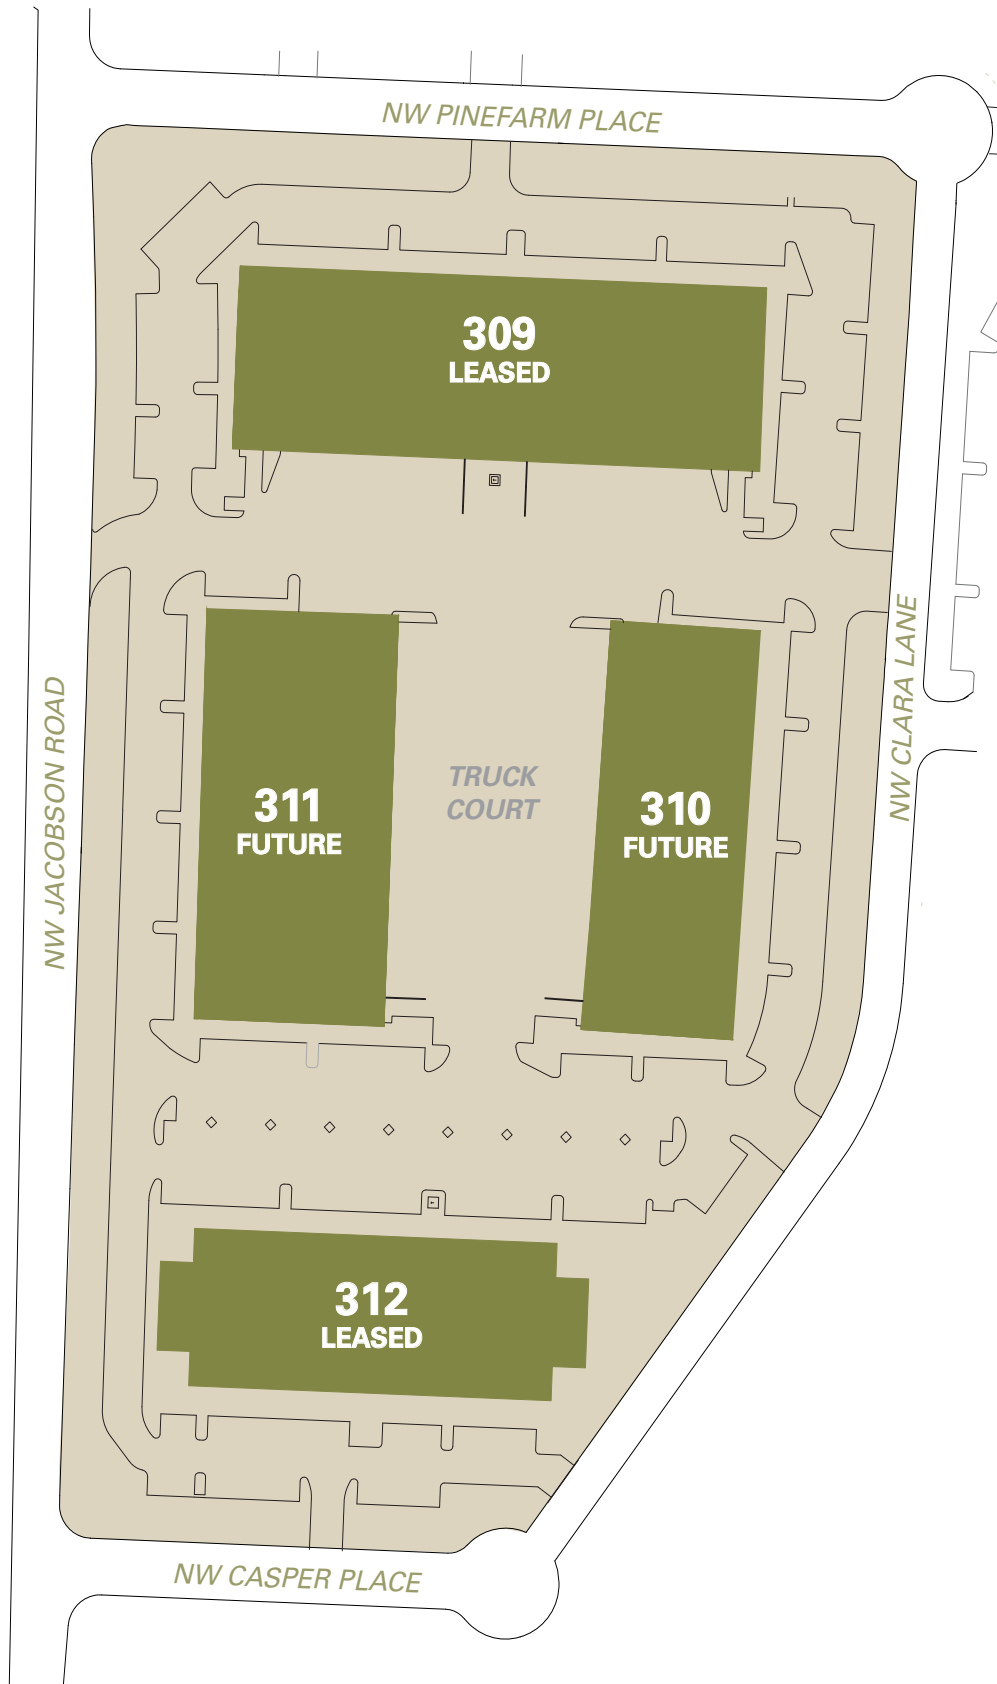 NW PINEFARM PLACE
309
LEASED
NW JACOBSON ROAD
NW CLARA LANE
TRUCK
COURT
311
FUTURE
310
FUTURE
312
LEASED
NW CASPER PLACE